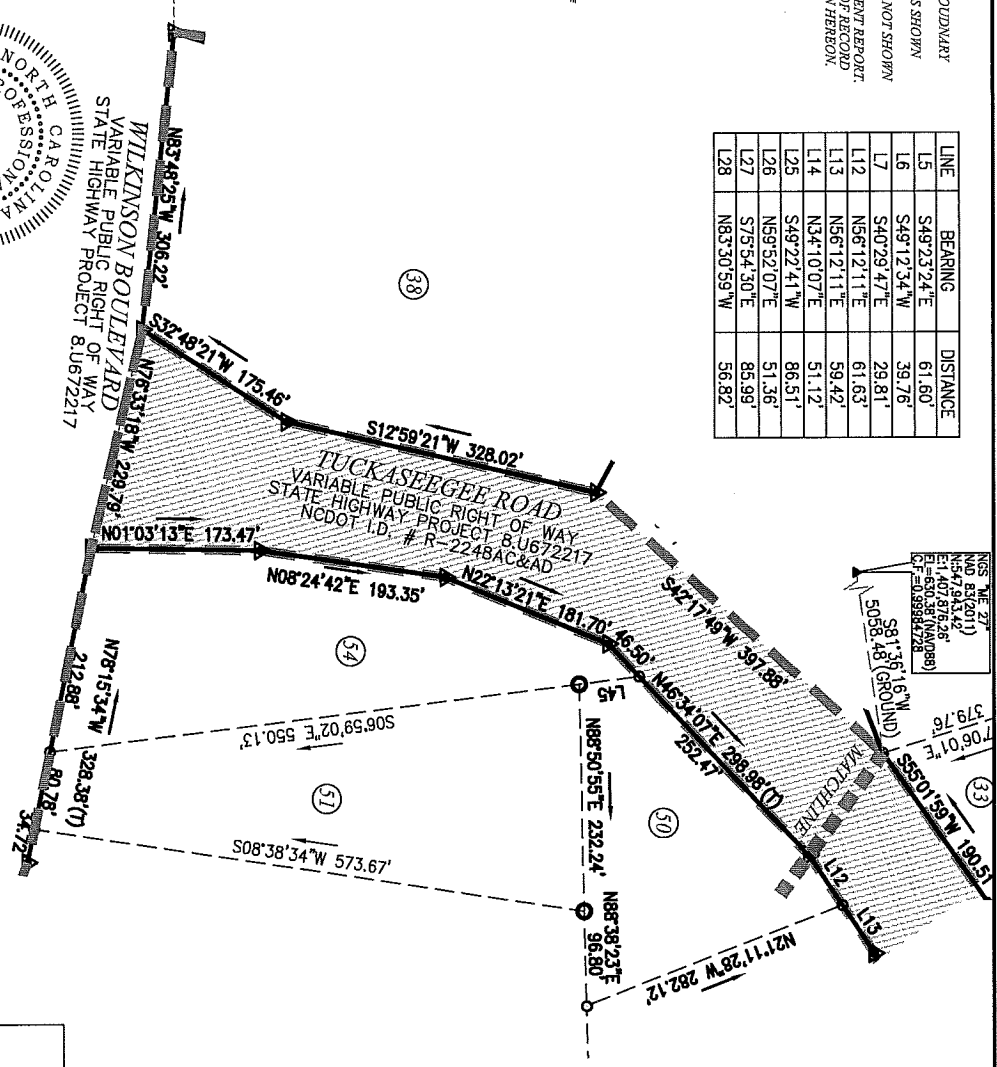 OUDNARY
S SHOWN
NOT SHOWN
ENT REPORT.
OF RECORD
N HEREON.
LINE BEARING DISTANCE
L5 S49°23'24"E 61.60'
L6 S49°12'34"W 39.76'
L7 S40°29'47"E 29.81'
L12 N56°12'11"E 61.63'
L13 N56°12'11"E 59.42'
L14 N34°10'07"E 51.12'
L25 S49°22'41"W 86.51'
L26 N59°52'07"E 51.36'
L27 S75°54'30"E 85.99'
L28 N83°30'59"W 56.82'
NGS "ME 27"
NAD 83(2011)
N:547,943.42'
E:1,407,876.26'
EL=630.38'(NAVD88)
C.F.=0.99984728
S81°36'16"W
5058.48'(GROUND)
7°06'01"E
379.76'
33
S55°01'59"W 190.51
MATCHLINE
L12
L13
S42°17'49"W 397.88'
38
S12°59'21"W 328.02'
S32°48'21"W 175.46'
TUCKASEEGEE ROAD
VARIABLE PUBLIC RIGHT OF WAY
STATE HIGHWAY PROJECT 8.U672217
NCDOT I.D. # R-2248AC&AD
N46°34'07"E 298.98'(T)
252.47'
46.50'
N22°13'21"E 181.70'
N08°24'42"E 193.35'
N01°03'13"E 173.47'
L45
N88°50'55"E 232.24'
N88°38'23"E
96.80'
N21°11'28"W 282.12'
50
54
51
S06°59'02"E 550.13'
S08°38'34"W 573.67'
N83°48'25"W 306.22'
N76°33'18"W 229.79'
N78°15'34"W 328.38'(T)
212.88'
80.78'
34.72'
WILKINSON BOULEVARD
VARIABLE PUBLIC RIGHT OF WAY
STATE HIGHWAY PROJECT 8.U672217
NORTH CAROLINA
ROFESSIONA